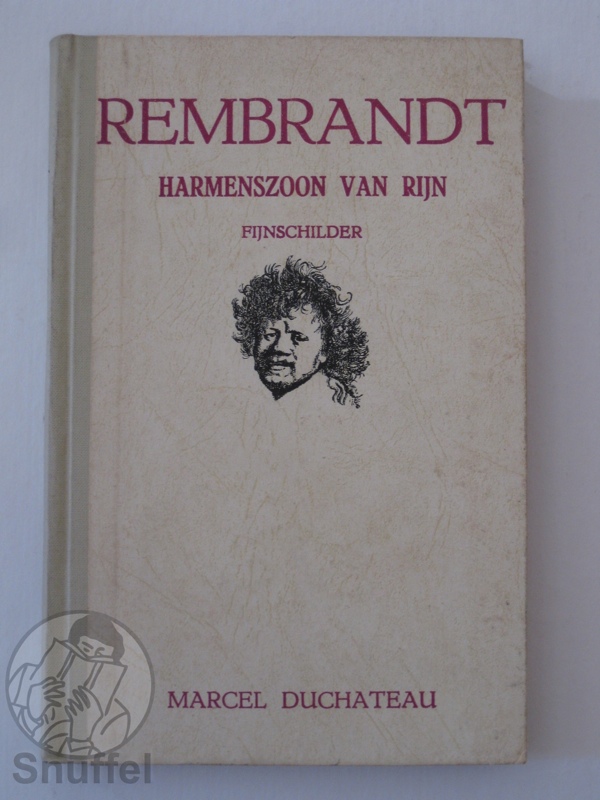 REMBRANDT
HARMENSZOON VAN RIJN
FIJNSCHILDER
MARCEL DUCHATEAU
Snuffel